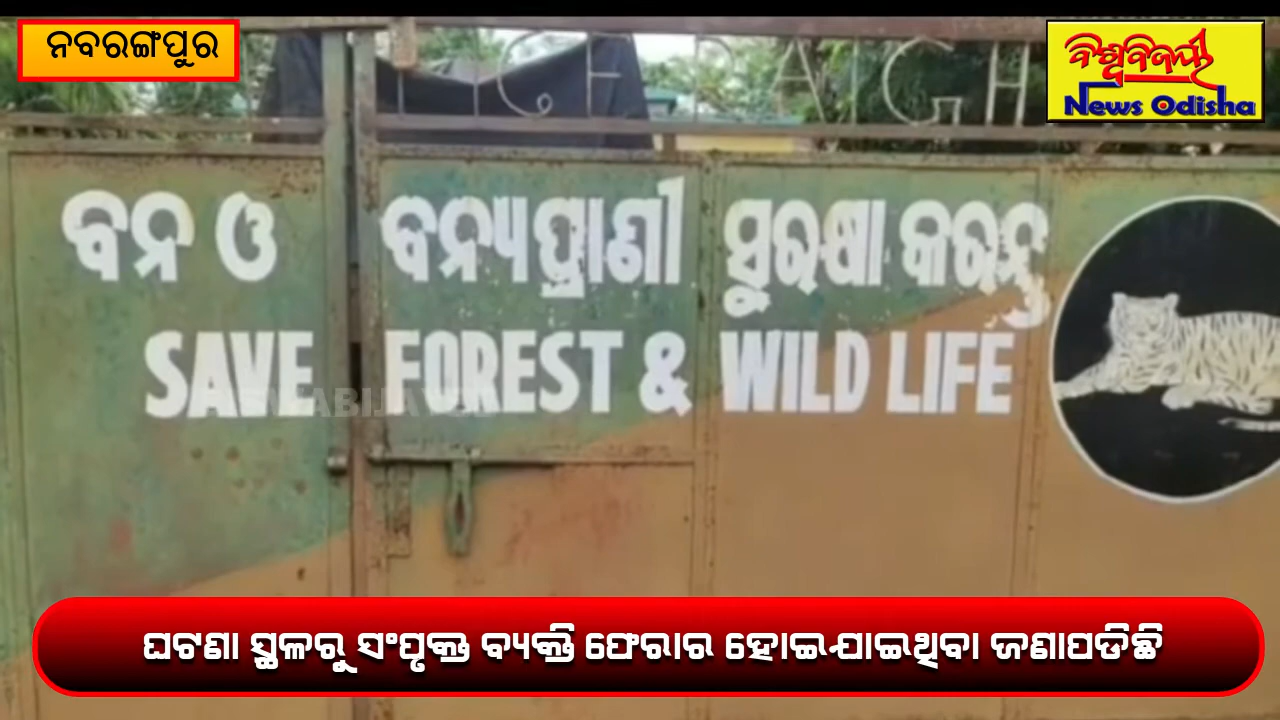 ନବରଙ୍ଗପୁର
ବିଶ୍ୱବିଜୟୀ
News Odisha
ବନ ଓ ବନ୍ୟପ୍ରାଣୀ ସୁରକ୍ଷା କରନ୍ତୁ
SAVE FOREST & WILD LIFE
ଘଟଣା ସ୍ଥଳରୁ ସଂପୃକ୍ତ ବ୍ୟକ୍ତି ଫେରାର ହୋଇଯାଇଥିବା ଜଣାପଡିଛି